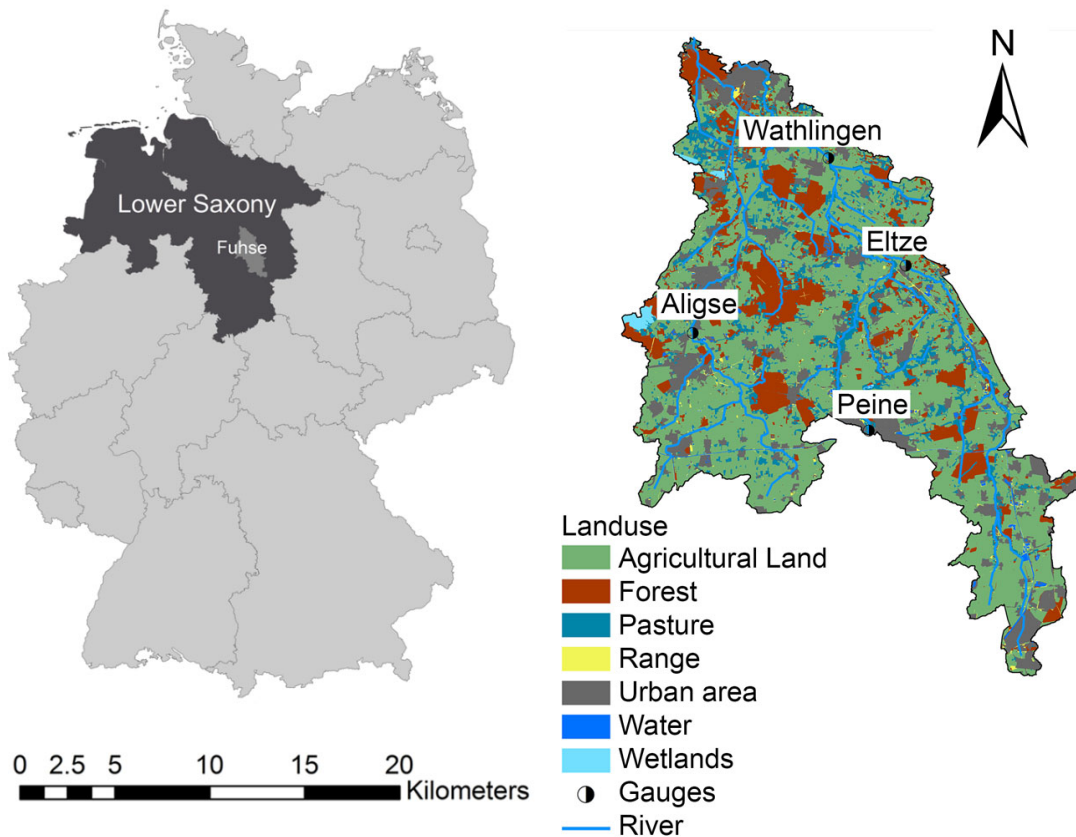 Lower Saxony
Fuhse
0 2.5 5 10 15 20
Kilometers
N
Wathlingen
Eltze
Aligse
Peine
Landuse
Agricultural Land
Forest
Pasture
Range
Urban area
Water
Wetlands
Gauges
River